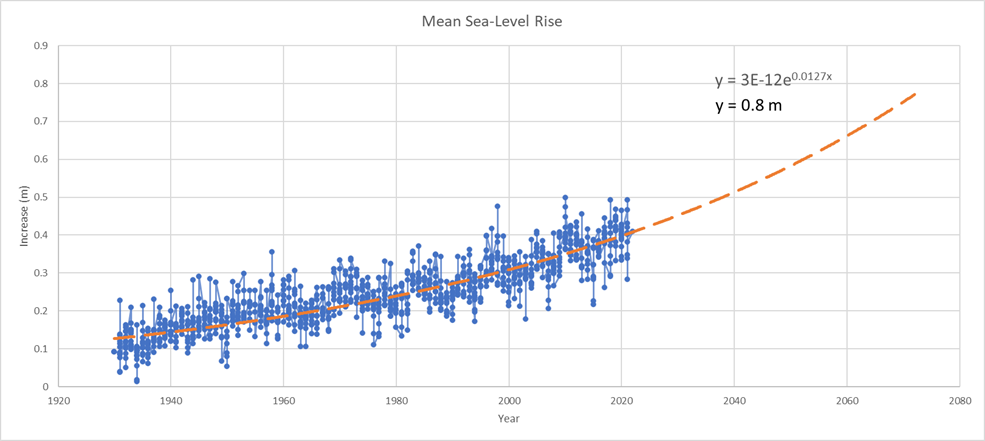 Mean Sea-Level Rise
0.9
0.8
0.7
0.6
0.5
0.4
0.3
0.2
0.1
0
Increase (m)
y = 3E-12e^0.0127x
y = 0.8 m
1920 1940 1960 1980 2000 2020 2040 2060 2080
Year